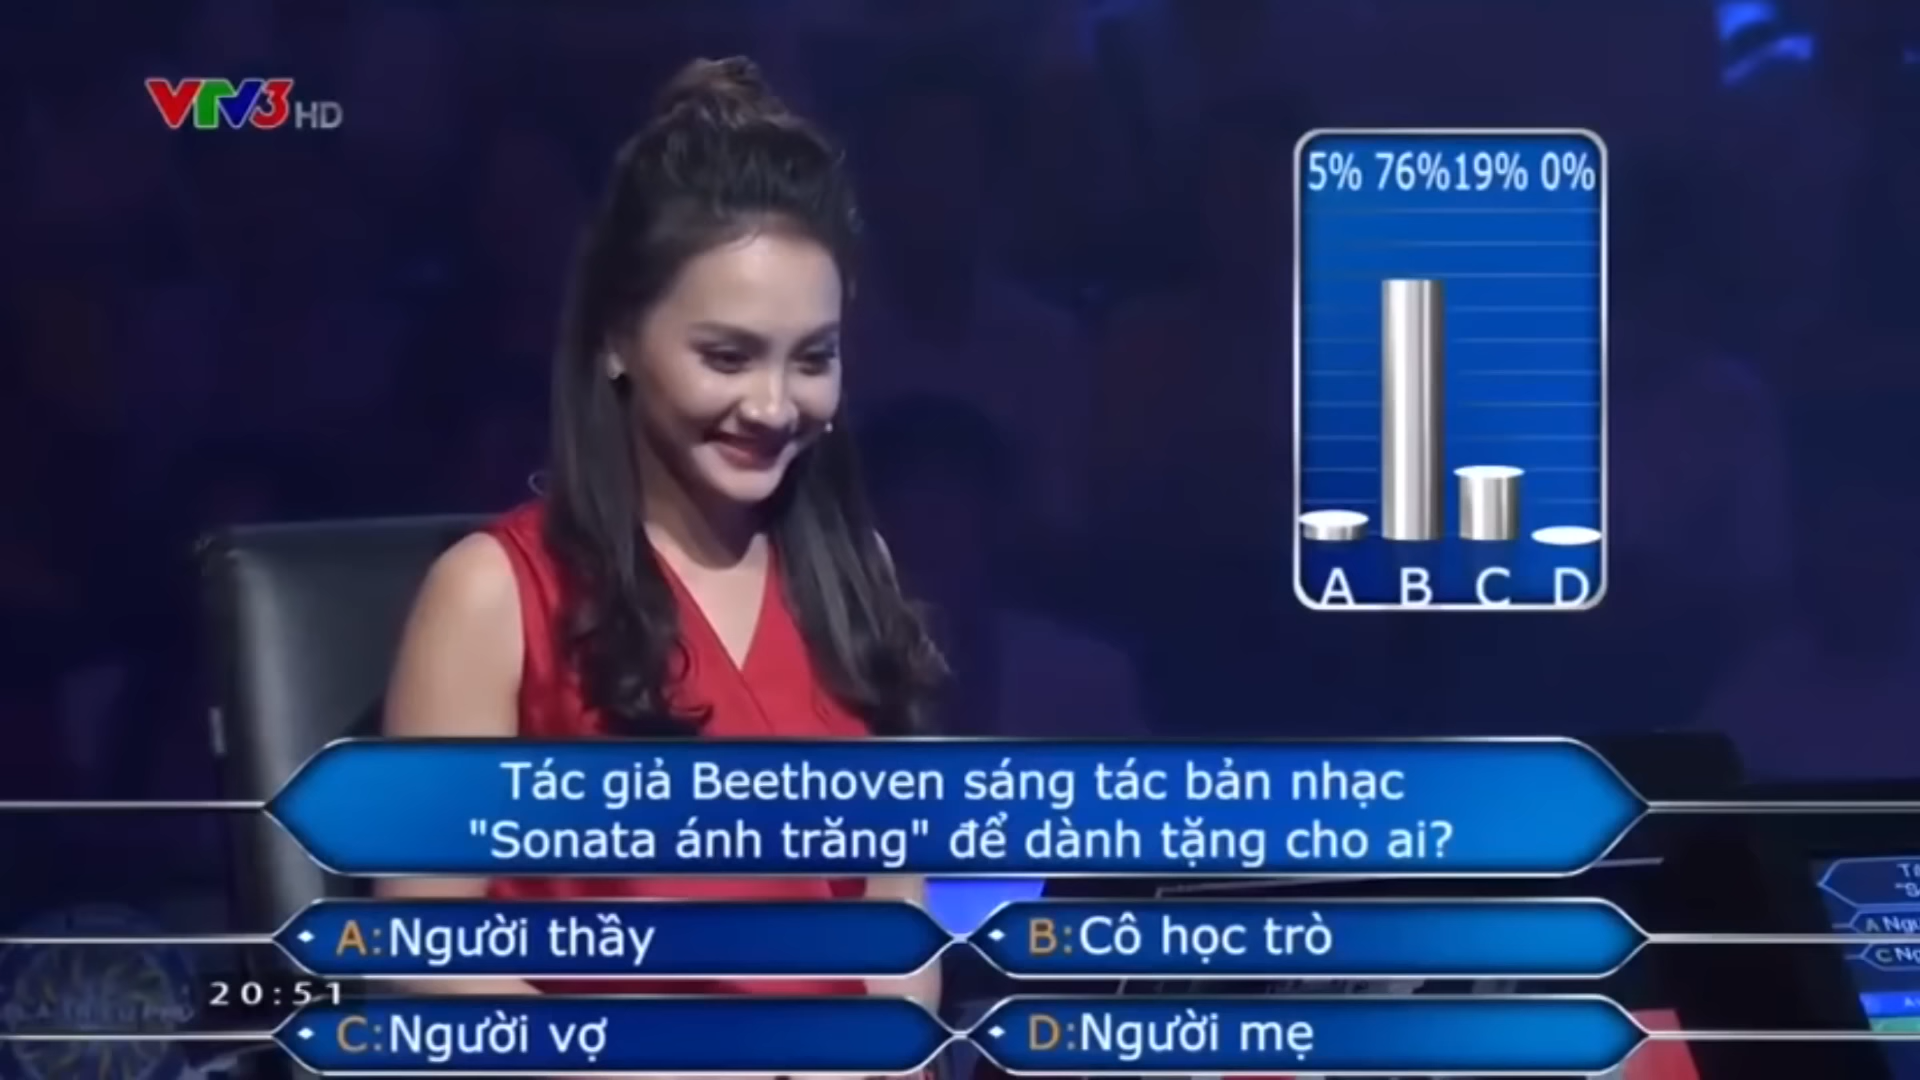 VTV3 HD
5% 76% 19% 0%
A B C D
Tác giả Beethoven sáng tác bản nhạc
"Sonata ánh trăng" để dành tặng cho ai?
A:Người thầy
B:Cô học trò
20:51
C:Người vợ
D:Người mẹ